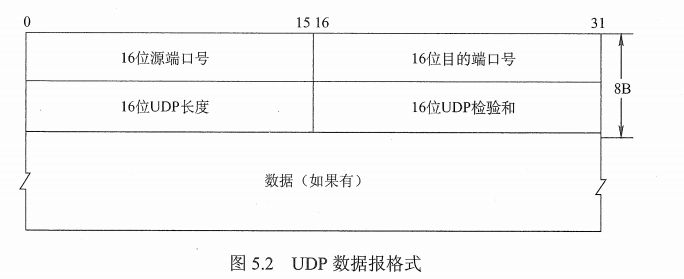 0 15 16 31
16位源端口号 16位目的端口号
8B
16位UDP长度 16位UDP检验和
数据（如果有）
图 5.2 UDP 数据报格式